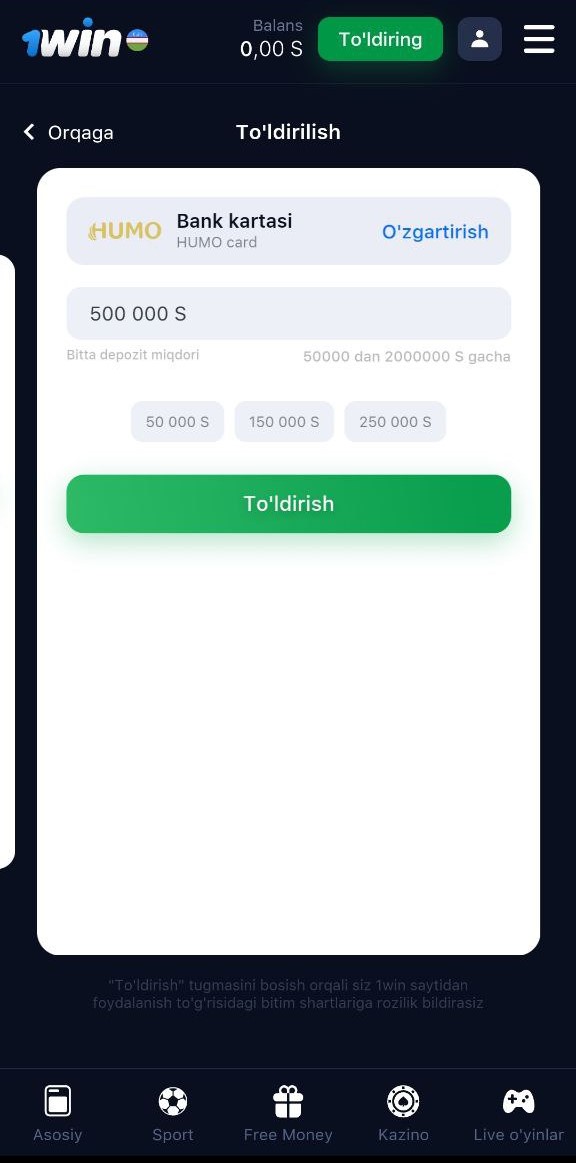 1win
Balans
0,00 S
To'ldiring
Orqaga
To'ldirilish
HUMO
Bank kartasi
HUMO card
O'zgartirish
500 000 S
Bitta depozit miqdori
50000 dan 2000000 S gacha
50 000 S
150 000 S
250 000 S
To'ldirish
"To'ldirish" tugmasini bosish orqali siz 1win saytidan
foydalanish to'g'risidagi bitim shartlariga rozilik bildirasiz
Asosiy
Sport
Free Money
Kazino
Live o'yinlar